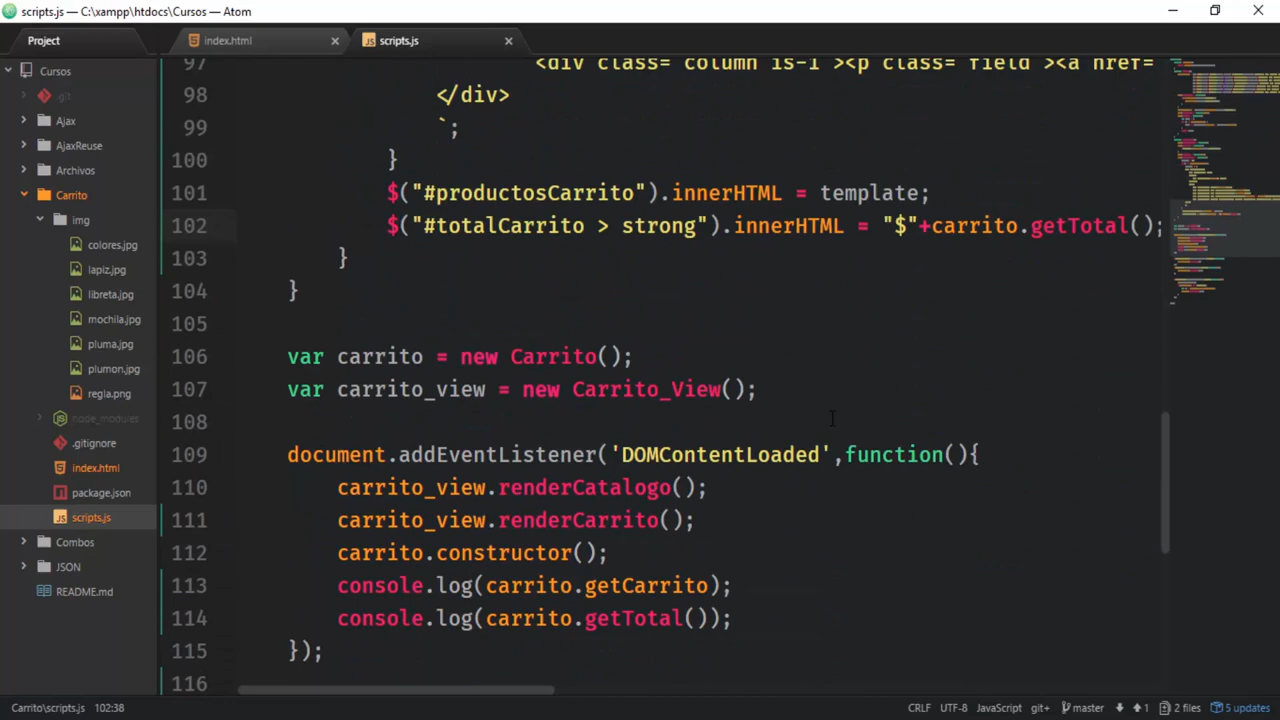 scripts.js — C:\xampp\htdocs\Cursos — Atom
Project
index.html
scripts.js
Cursos
.git
Ajax
AjaxReuse
Archivos
Carrito
img
colores.jpg
lapiz.jpg
libreta.jpg
mochila.jpg
pluma.jpg
plumon.jpg
regla.png
node_modules
.gitignore
index.html
package.json
scripts.js
Combos
JSON
README.md
97 <div class= column is-1 ><p class= field ><a href=
98 </div>
99 `;
100 }
101 $("#productosCarrito").innerHTML = template;
102 $("#totalCarrito > strong").innerHTML = "$"+carrito.getTotal();
103 }
104 }
105
106 var carrito = new Carrito();
107 var carrito_view = new Carrito_View();
108
109 document.addEventListener('DOMContentLoaded',function(){
110 carrito_view.renderCatalogo();
111 carrito_view.renderCarrito();
112 carrito.constructor();
113 console.log(carrito.getCarrito);
114 console.log(carrito.getTotal());
115 });
116
Carrito\scripts.js 102:38 CRLF UTF-8 JavaScript git+ master 1 2 files 5 updates